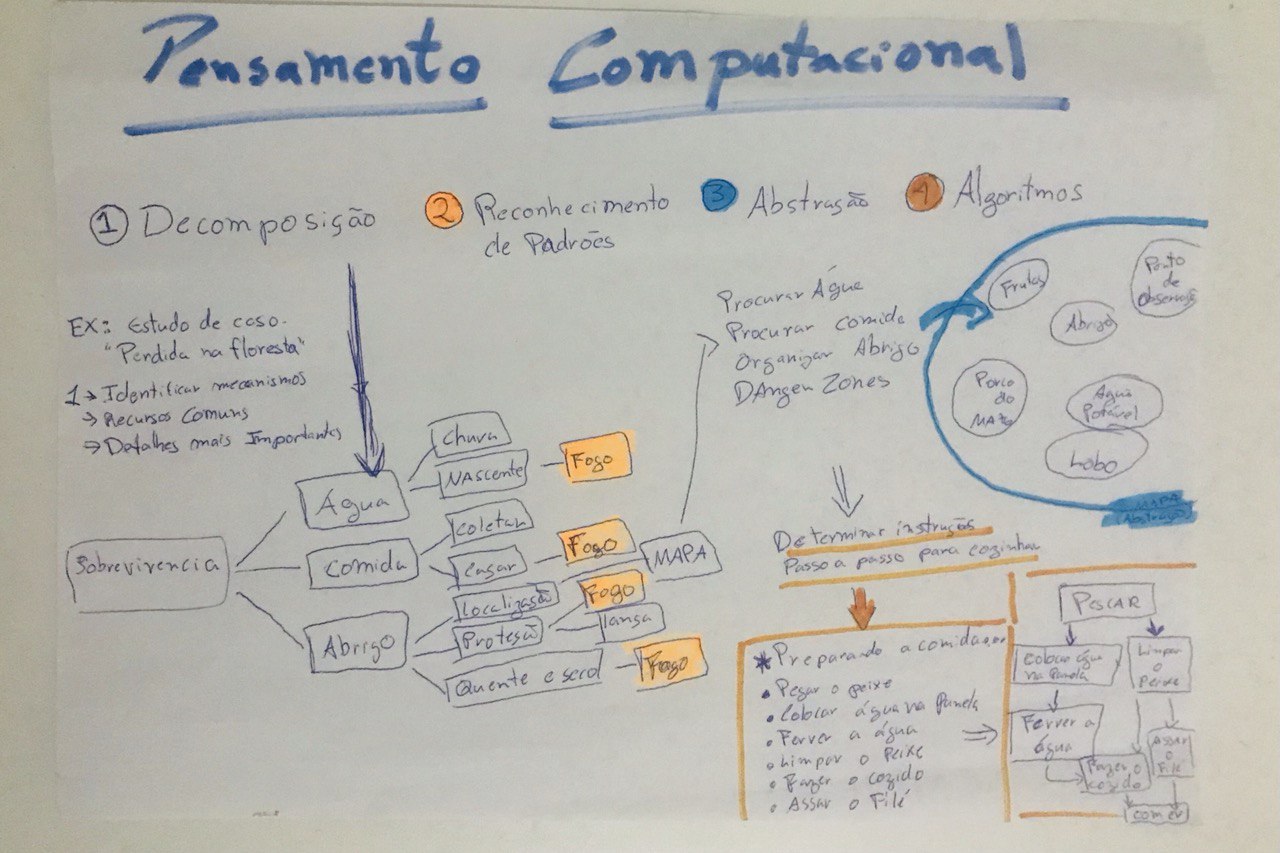 Pensamento Computacional
1 Decomposição
2 Reconhecimento
de Padrões
3 Abstração
4 Algoritmos
EX: Estudo de caso.
"Perdida na floresta"
1 → Identificar mecanismos
→ Recursos Comuns
→ Detalhes mais Importantes
Sobrevivencia
Água
Comida
Abrigo
Chuva
NAscente
Coletar
Caçar
Localização
Proteção
Quente e seco
Fogo
Fogo
Fogo
lança
Fogo
MAPA
Procurar Água
Procurar comida
Organizar Abrigo
DAnger Zones
Frutas
Ponto
de
Abrigo
Porco
do
MATo
Água
Potável
Lobo
MAPA
Abstração
Determinar instruções
Passo a passo para cozinhar
* Preparando a comida
• Pegar o peixe
• Colocar água na Panela
• Ferver a água
• Limpar o Peixe
• Fazer o cozido
• Assar o Filé
PESCAR
Colocar água
na Panela
Limpar
o
Peixe
Ferver a
água
Assar
o
Filé
Fazer o
cozido
comer